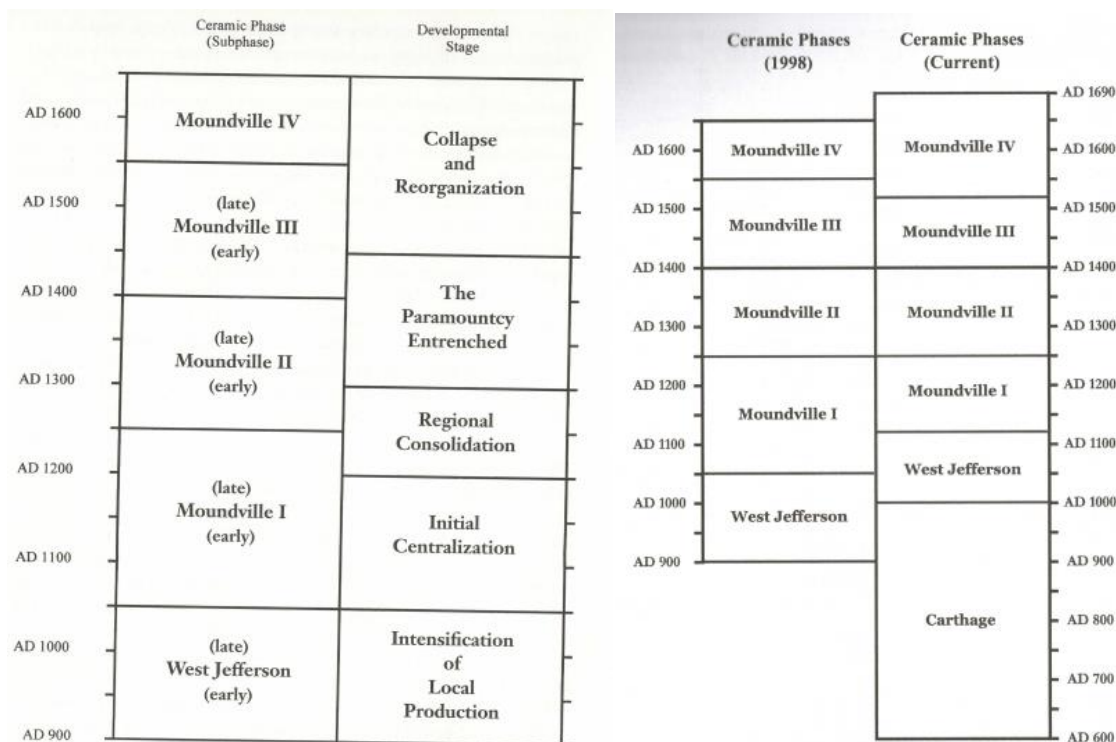 Ceramic Phase
(Subphase)
Developmental
Stage
AD 1600
AD 1500
AD 1400
AD 1300
AD 1200
AD 1100
AD 1000
AD 900
Moundville IV
(late)
Moundville III
(early)
(late)
Moundville II
(early)
(late)
Moundville I
(early)
(late)
West Jefferson
(early)
Collapse
and
Reorganization
The
Paramountcy
Entrenched
Regional
Consolidation
Initial
Centralization
Intensification
of
Local
Production
Ceramic Phases
(1998)
Ceramic Phases
(Current)
AD 1600
AD 1500
AD 1400
AD 1300
AD 1200
AD 1100
AD 1000
AD 900
Moundville IV
Moundville III
Moundville II
Moundville I
West Jefferson
Moundville IV
Moundville III
Moundville II
Moundville I
West Jefferson
Carthage
AD 1690
AD 1600
AD 1500
AD 1400
AD 1300
AD 1200
AD 1100
AD 1000
AD 900
AD 800
AD 700
AD 600